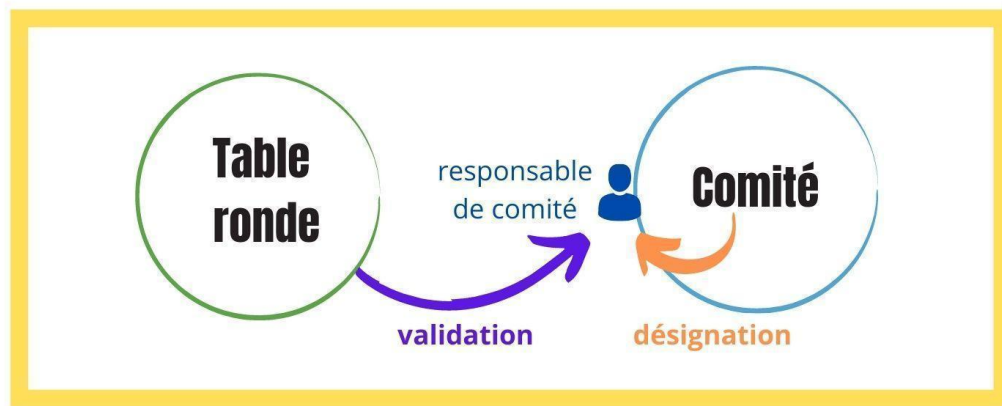 Table
ronde
responsable
de comité
Comité
validation
désignation